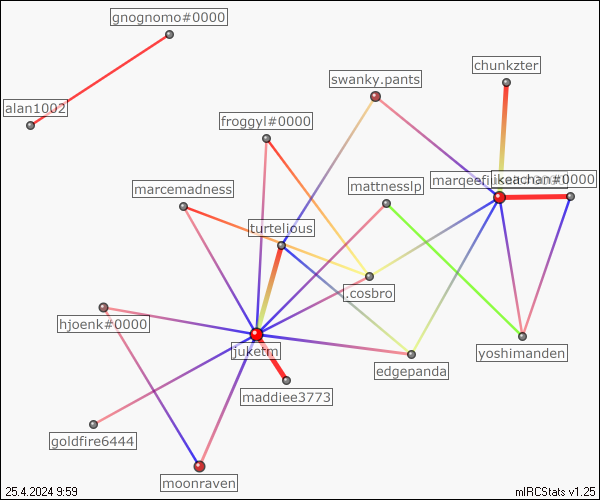 gnognomo#0000
chunkzter
swanky.pants
alan1002
froggyl#0000
marqeefi
kanchan#0000
marcemadness
mattnesslp
turtelious
.cosbro
hjoenk#0000
juketm
yoshimanden
edgepanda
maddiee3773
goldfire6444
moonraven
25.4.2024 9:59
mIRCStats v1.25